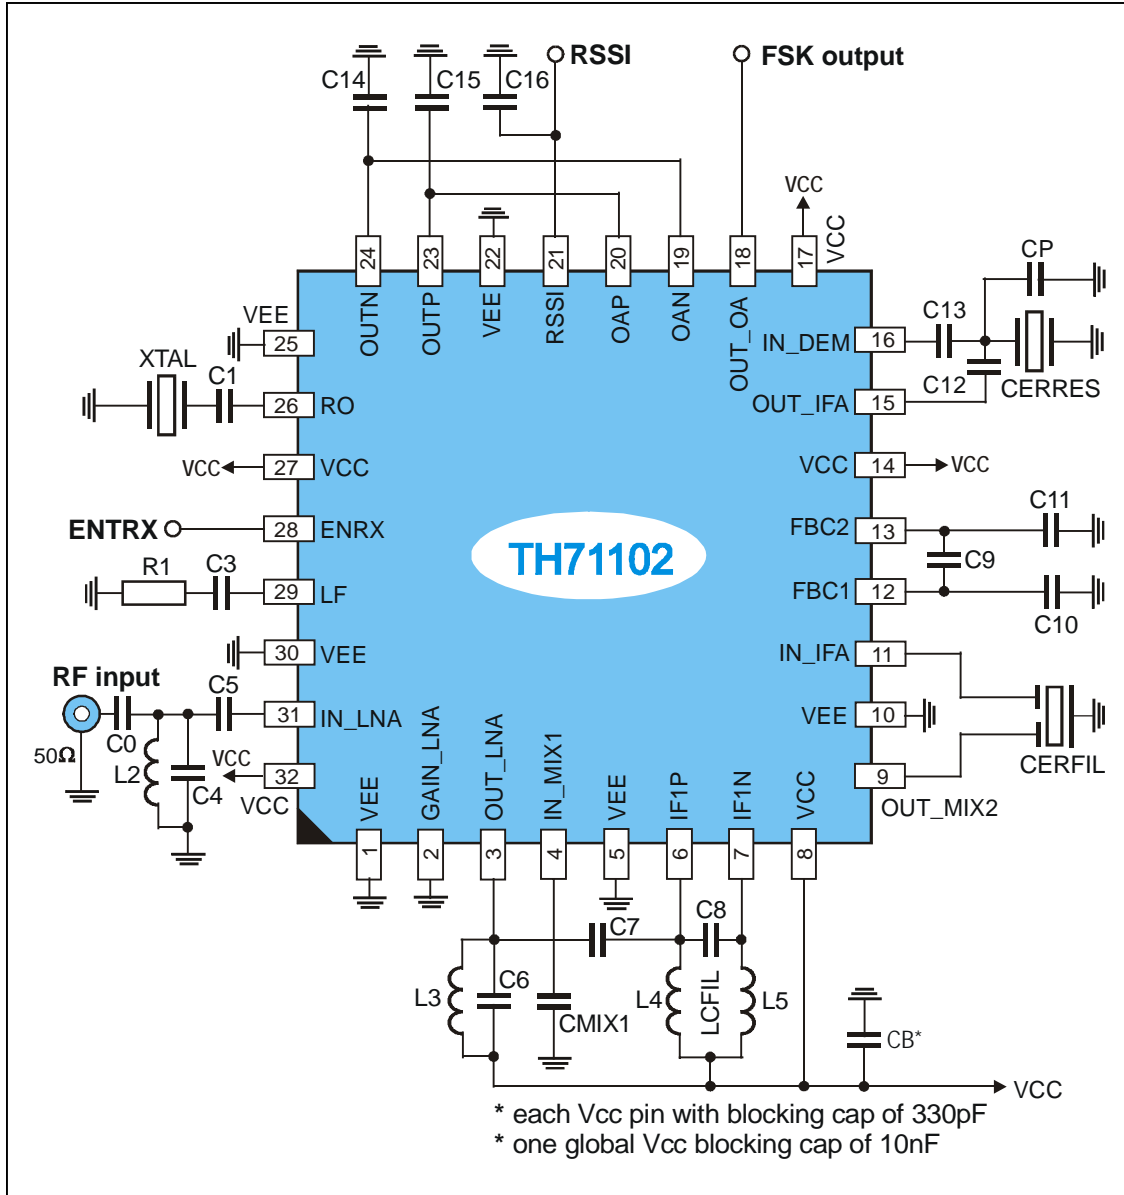 RSSI
FSK output
C14
C15
C16
VCC
VCC
24
23
22
21
20
19
18
17
OUTN
OUTP
VEE
RSSI
OAP
OAN
OUT_OA
CP
VEE
25
C13
IN_DEM
16
XTAL
C1
26
RO
C12
CERRES
OUT_IFA
15
VCC
27
VCC
VCC
14
VCC
ENTRX
28
ENRX
C11
FBC2
13
TH71102
C9
R1
C3
29
LF
FBC1
12
C10
30
VEE
IN_IFA
11
RF input
C5
31
IN_LNA
VEE
10
50Ω
C0
L2
C4
VCC
32
VCC
CERFIL
9
OUT_MIX2
VEE
GAIN_LNA
OUT_LNA
IN_MIX1
VEE
IF1P
IF1N
VCC
1
2
3
4
5
6
7
8
C7
C8
L3
C6
CMIX1
L4
LCFIL
L5
CB*
VCC
* each Vcc pin with blocking cap of 330pF
* one global Vcc blocking cap of 10nF